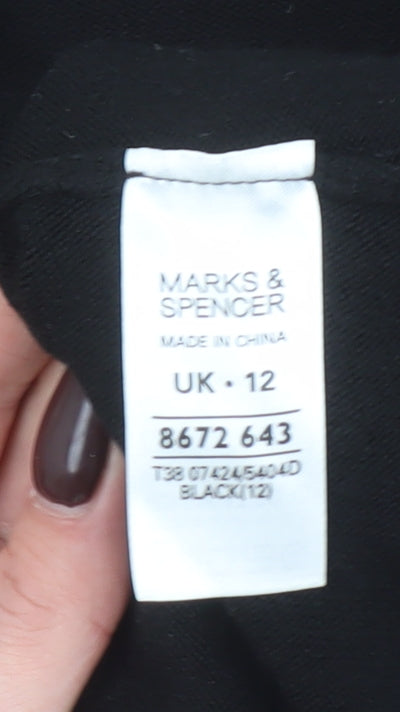 MARKS &
SPENCER
MADE IN CHINA
UK • 12
8672 643
T38 07424/5404D
BLACK(12)